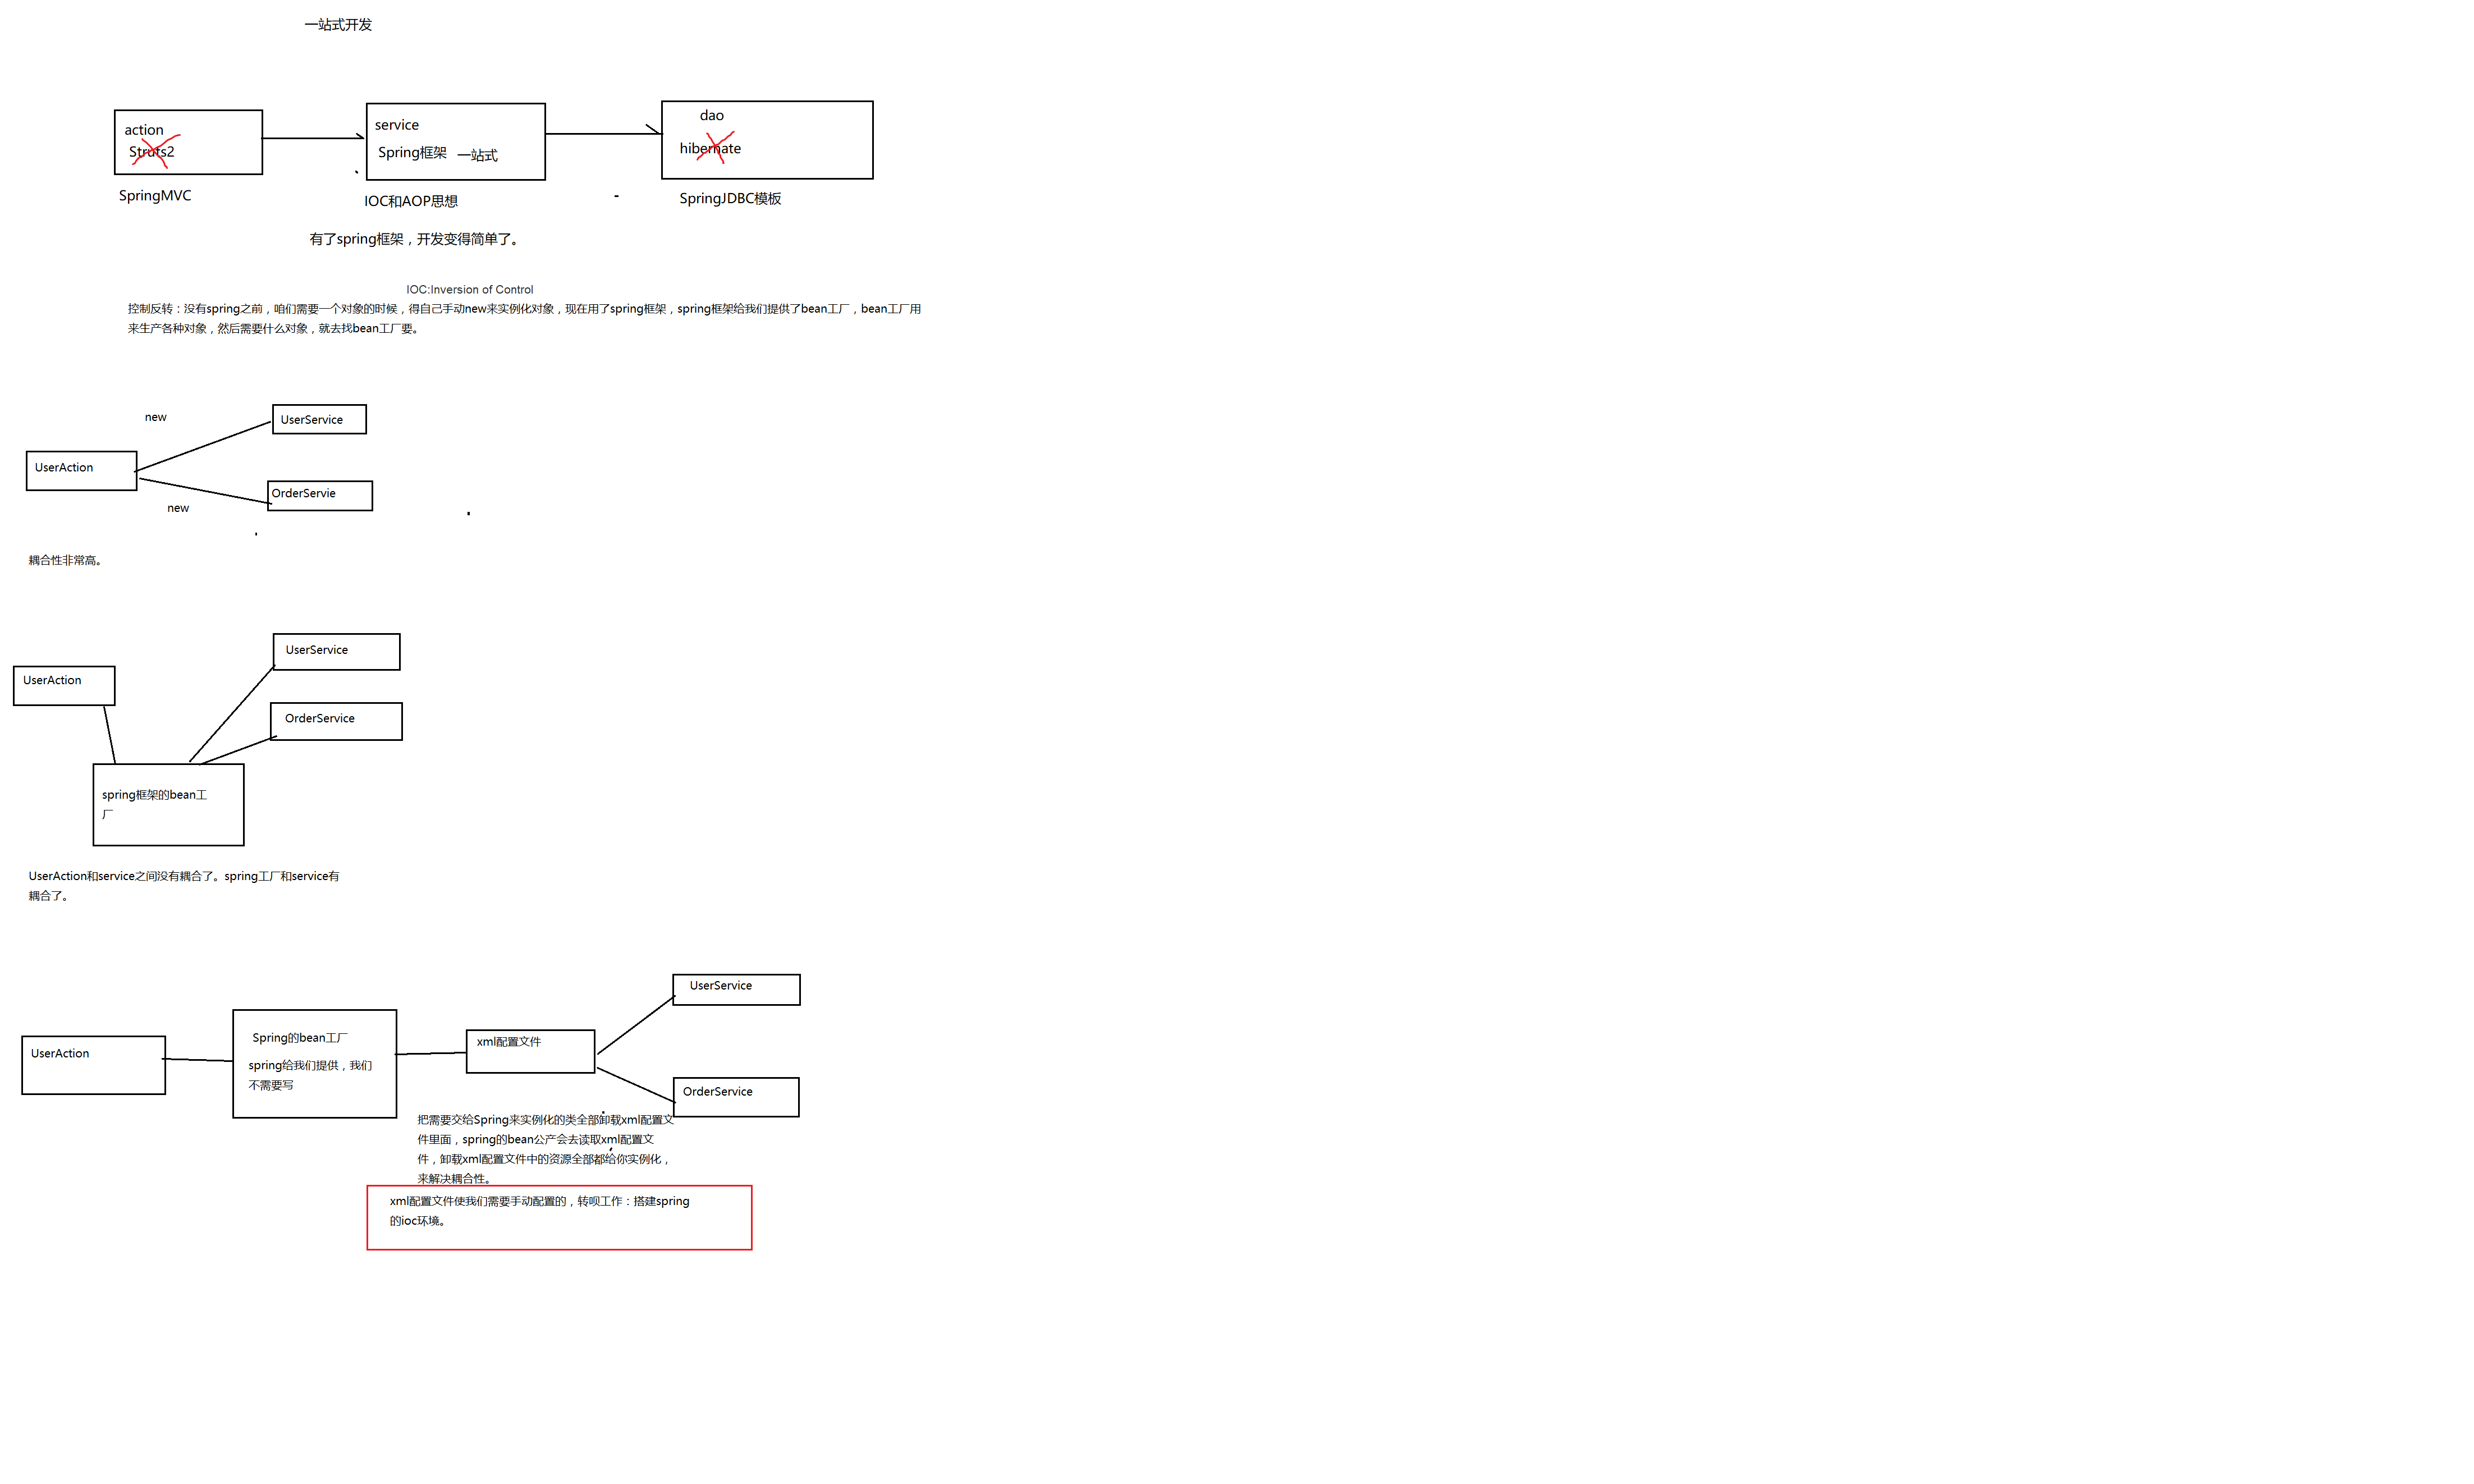 一站式开发
action
Struts2
SpringMVC
service
Spring框架 一站式
IOC和AOP思想
dao
hibernate
SpringJDBC模板
有了spring框架，开发变得简单了。
IOC:Inversion of Control
控制反转：没有spring之前，咱们需要一个对象的时候，得自己手动new来实例化对象，现在用了spring框架，spring框架给我们提供了bean工厂，bean工厂用
来生产各种对象，然后需要什么对象，就去找bean工厂要。
new
UserService
UserAction
OrderServie
new
耦合性非常高。
UserService
UserAction
OrderService
spring框架的bean工
厂
UserAction和service之间没有耦合了。spring工厂和service有
耦合了。
UserService
UserAction
Spring的bean工厂
spring给我们提供，我们
不需要写
xml配置文件
OrderService
把需要交给Spring来实例化的类全部卸载xml配置文
件里面，spring的bean公产会去读取xml配置文
件，卸载xml配置文件中的资源全部都给你实例化，
来解决耦合性。
xml配置文件使我们需要手动配置的，转呗工作：搭建spring
的ioc环境。